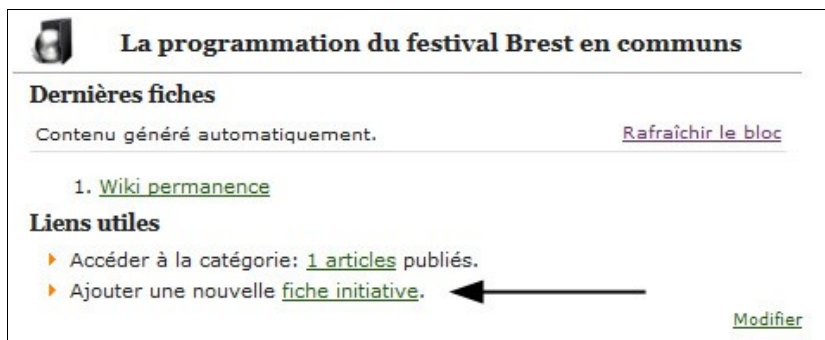 La programmation du festival Brest en communs
Dernières fiches
Contenu généré automatiquement. Rafraîchir le bloc
1. Wiki permanence
Liens utiles
Accéder à la catégorie: 1 articles publiés.
Ajouter une nouvelle fiche initiative.
Modifier